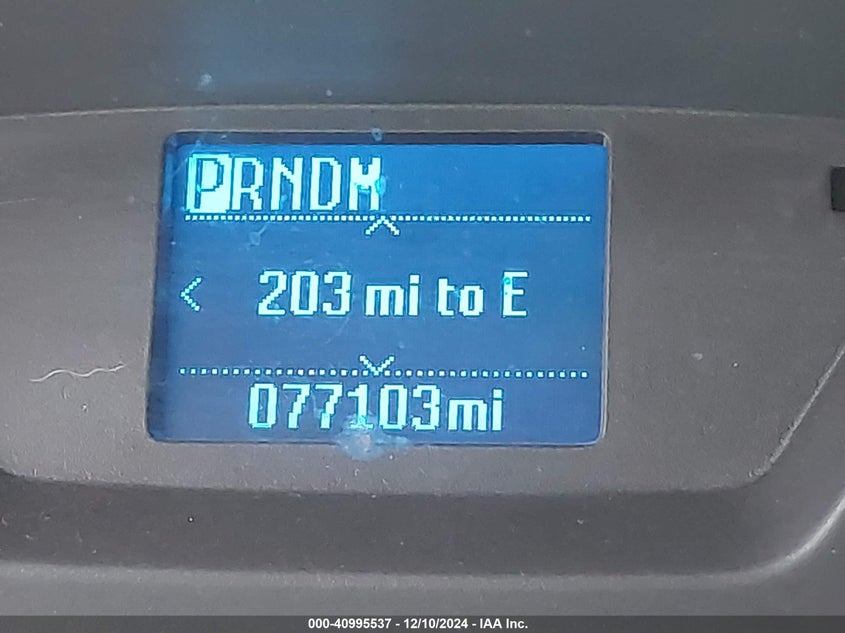 PRNDM
203 mi to E
077103mi
000-40995537 - 12/10/2024 - IAA Inc.